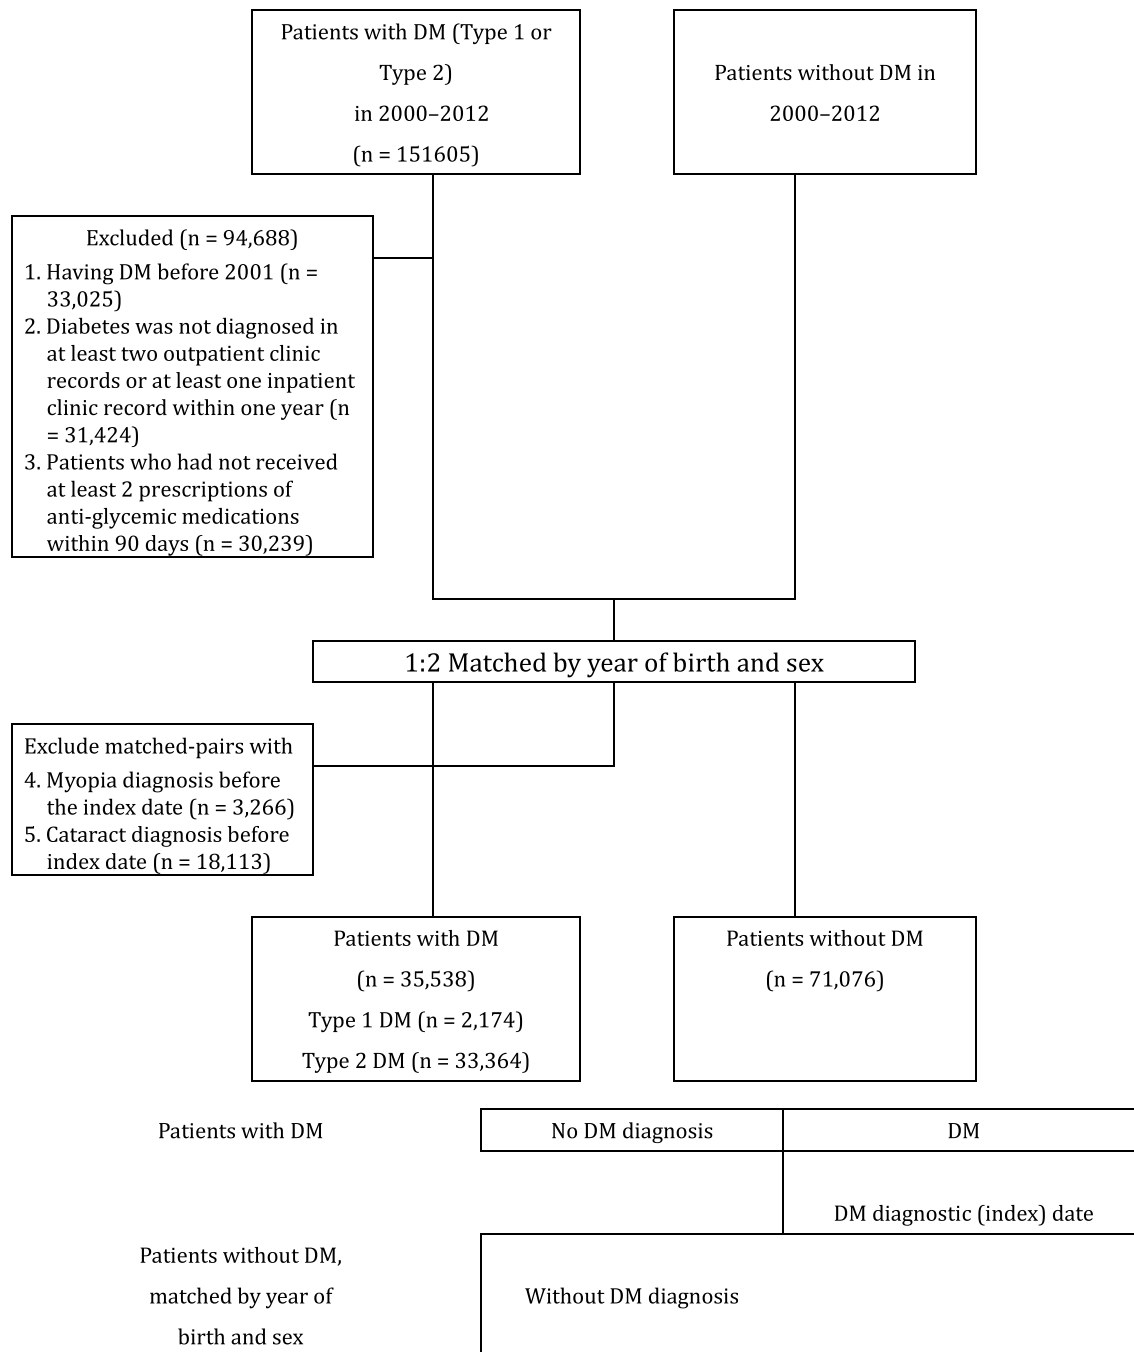 Patients with DM (Type 1 or
Type 2)
in 2000–2012
(n = 151605)
Patients without DM in
2000–2012
Excluded (n = 94,688)
1. Having DM before 2001 (n =
33,025)
2. Diabetes was not diagnosed in
at least two outpatient clinic
records or at least one inpatient
clinic record within one year (n
= 31,424)
3. Patients who had not received
at least 2 prescriptions of
anti-glycemic medications
within 90 days (n = 30,239)
1:2 Matched by year of birth and sex
Exclude matched-pairs with
4. Myopia diagnosis before
the index date (n = 3,266)
5. Cataract diagnosis before
index date (n = 18,113)
Patients with DM
(n = 35,538)
Type 1 DM (n = 2,174)
Type 2 DM (n = 33,364)
Patients without DM
(n = 71,076)
Patients with DM
No DM diagnosis
DM
DM diagnostic (index) date
Patients without DM,
matched by year of
birth and sex
Without DM diagnosis